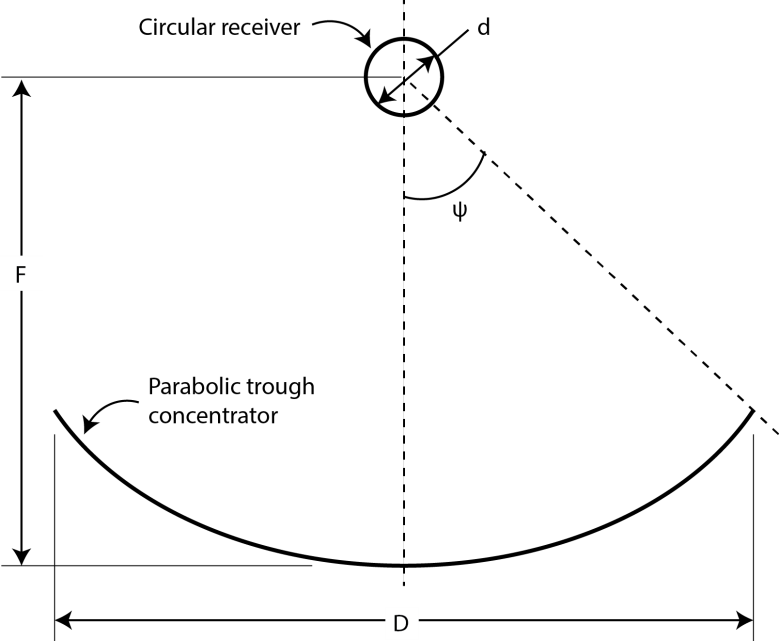 Circular receiver
d
ψ
F
Parabolic trough
concentrator
D